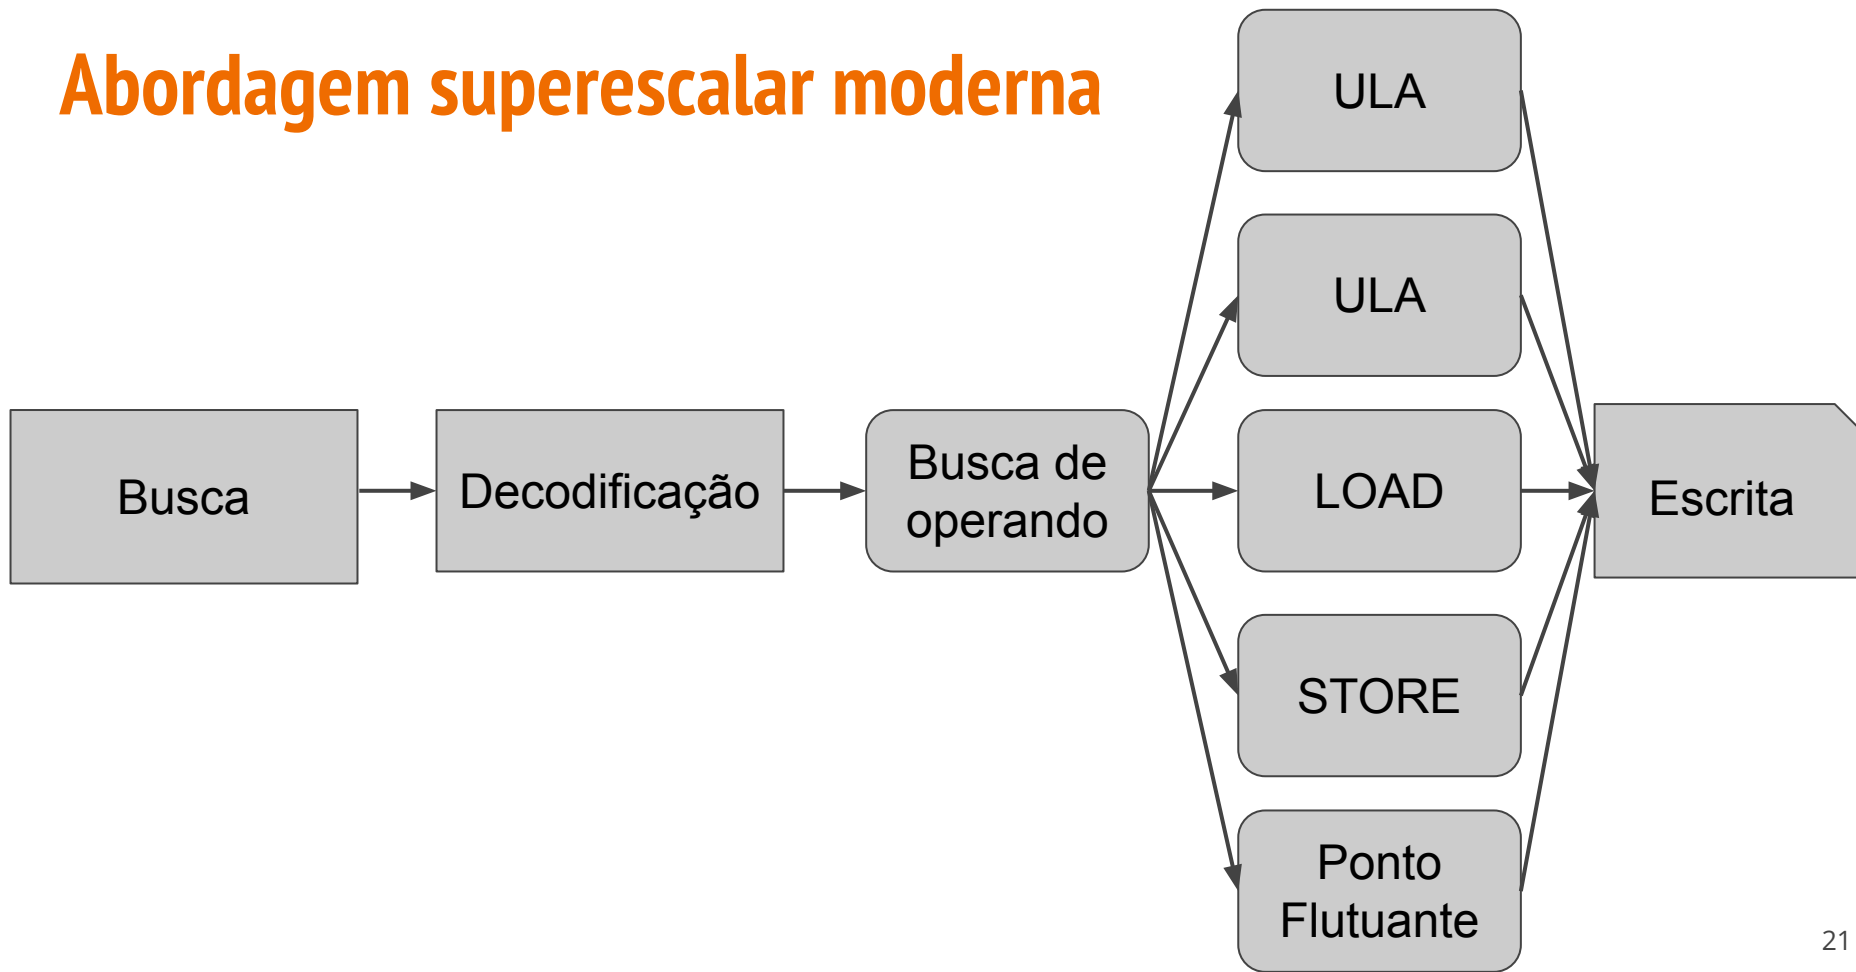 Abordagem superescalar moderna
ULA
ULA
Busca
Decodificação
Busca de
operando
LOAD
Escrita
STORE
Ponto
Flutuante
21